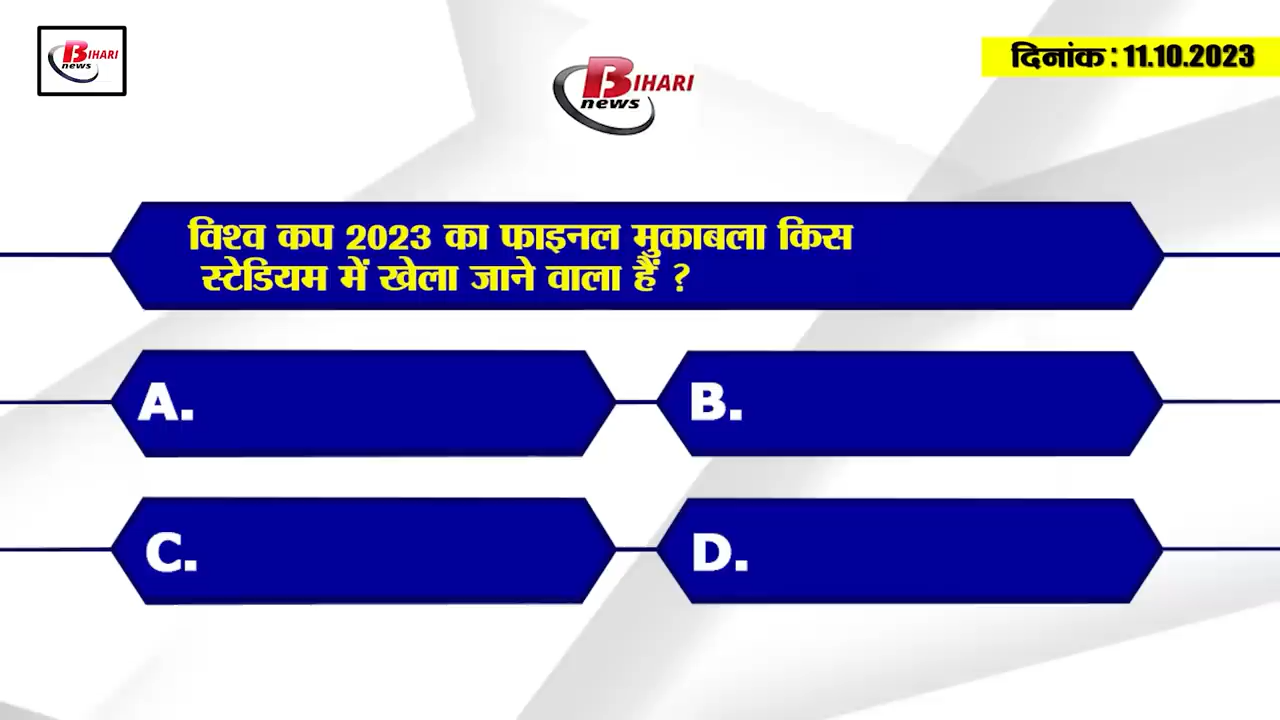 BIHARI
news
दिनांक : 11.10.2023
BIHARI
news
विश्व कप 2023 का फाइनल मुकाबला किस
स्टेडियम में खेला जाने वाला हैं ?
A.
B.
C.
D.